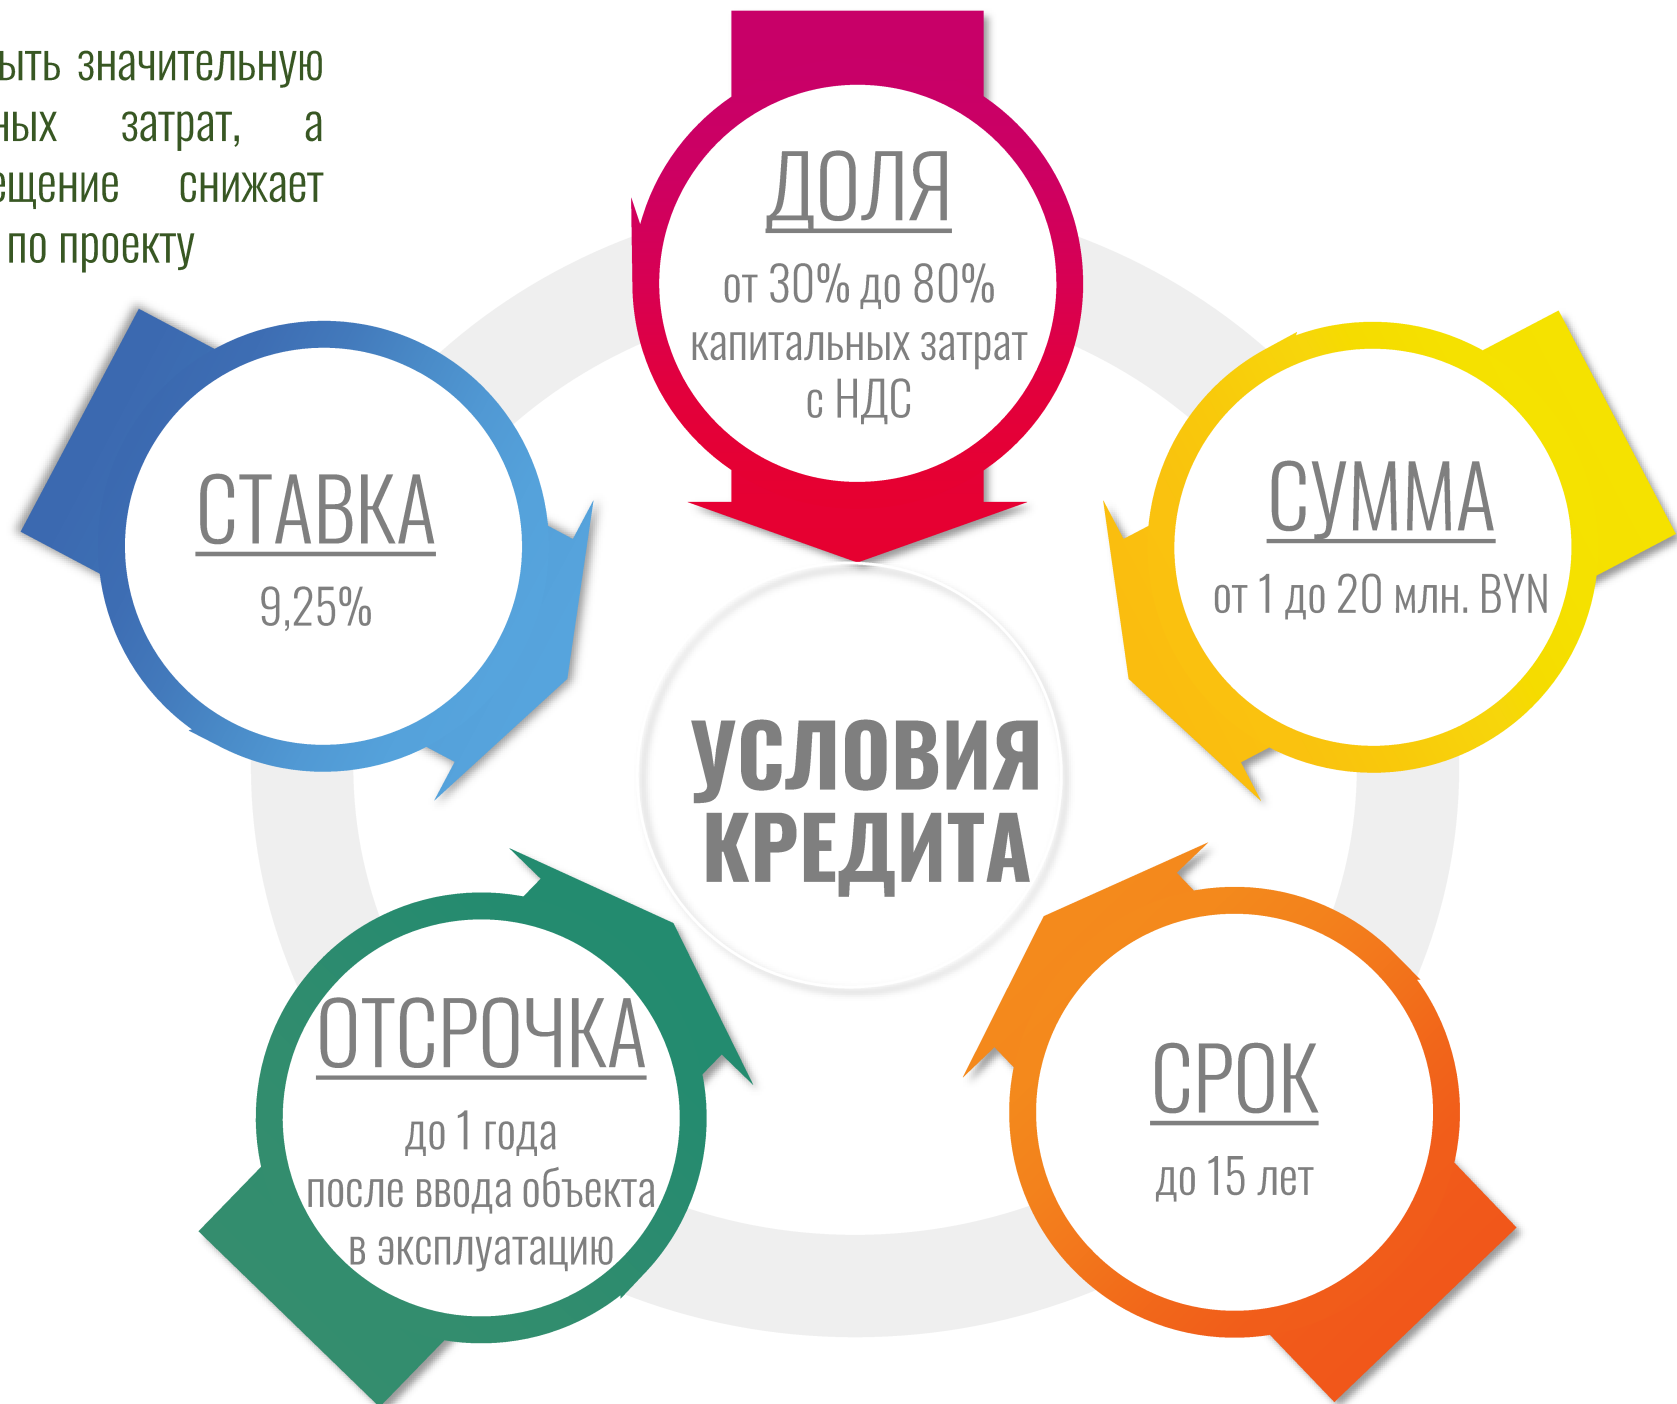 ыть значительную
ных затрат, а
ещение снижает
по проекту
ДОЛЯ
от 30% до 80%
капитальных затрат
с НДС
СТАВКА
9,25%
СУММА
от 1 до 20 млн. BYN
УСЛОВИЯ
КРЕДИТА
ОТСРОЧКА
до 1 года
после ввода объекта
в эксплуатацию
СРОК
до 15 лет